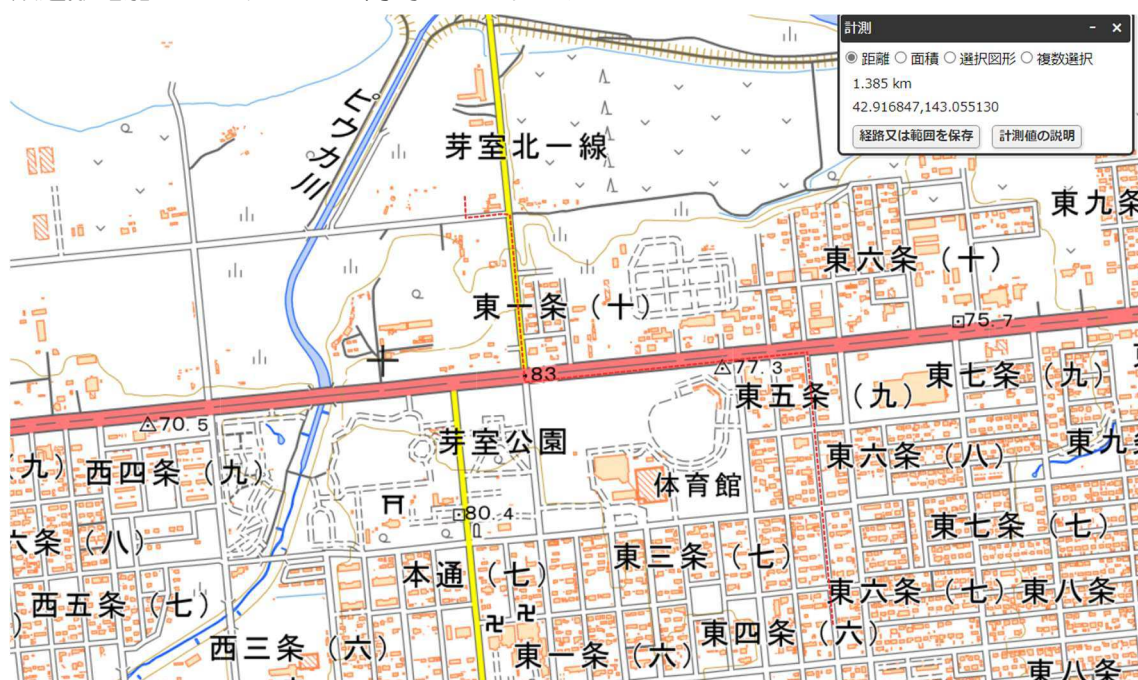 計測
距離 面積 選択図形 複数選択
1.385 km
42.916847,143.055130
経路又は範囲を保存 計測値の説明
ピウカ川
芽室北一線
東九条
東六条(十)
東一条(十)
75.7
83
77.3
東七条(九)
東五条(九)
70.5
芽室公園
東六条(八)
西四条(九)
体育館
80.4
東七条(七)
六条(八)
東三条(七)
本通(七)
東六条(七)
東八条
西五条(七)
東四条(六)
西三条(六)
東一条(六)
東八条